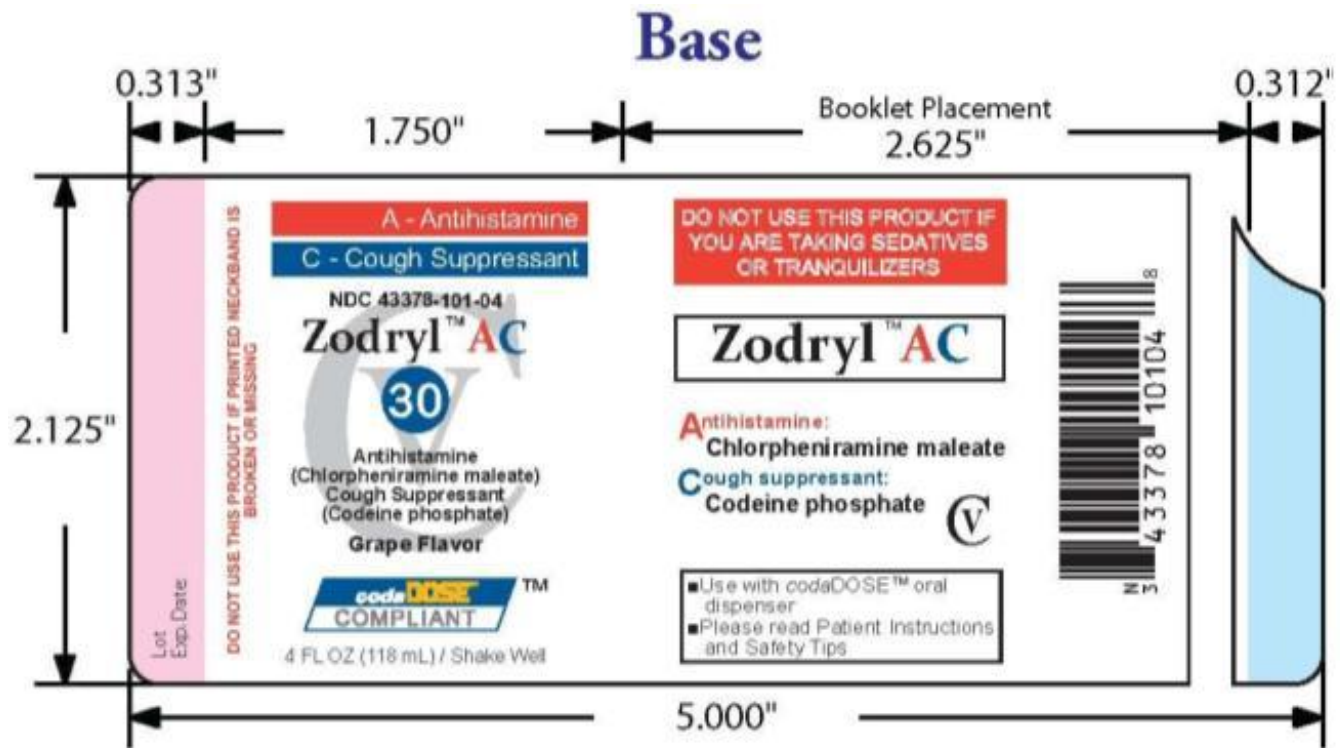 Base
0.313"
1.750"
Booklet Placement
2.625"
0.312"
2.125"
5.000"
Lot
Exp.Date
DO NOT USE THIS PRODUCT IF PRINTED NECKBAND IS
BROKEN OR MISSING
A - Antihistamine
C - Cough Suppressant
NDC 43378-101-04
Zodryl™ AC
30
CV
Antihistamine
(Chlorpheniramine maleate)
Cough Suppressant
(Codeine phosphate)
Grape Flavor
codaDOSE™
COMPLIANT
4 FL OZ (118 mL) / Shake Well
DO NOT USE THIS PRODUCT IF
YOU ARE TAKING SEDATIVES
OR TRANQUILIZERS
Zodryl™ AC
Antihistamine:
Chlorpheniramine maleate
Cough suppressant:
Codeine phosphate
CV
■Use with codaDOSE™ oral
dispenser
■Please read Patient Instructions
and Safety Tips
N
3 43378 10104 8